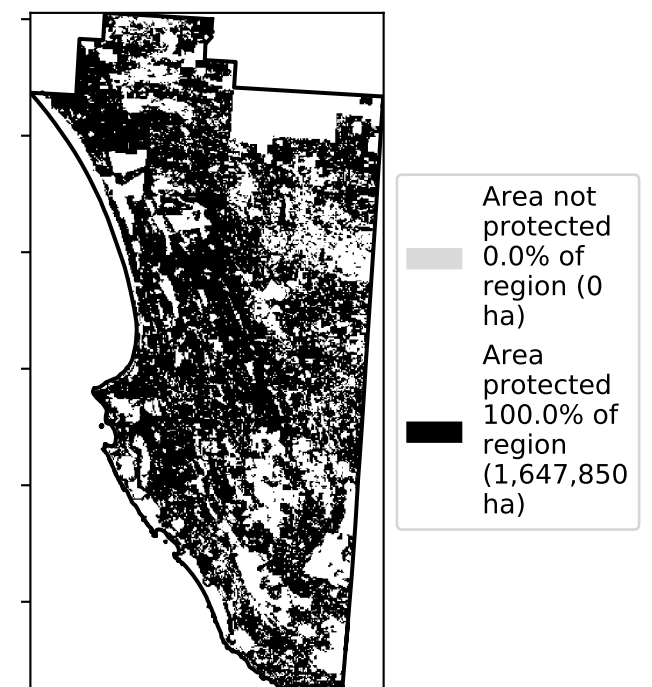 Area not
protected
0.0% of
region (0
ha)
Area
protected
100.0% of
region
(1,647,850
ha)